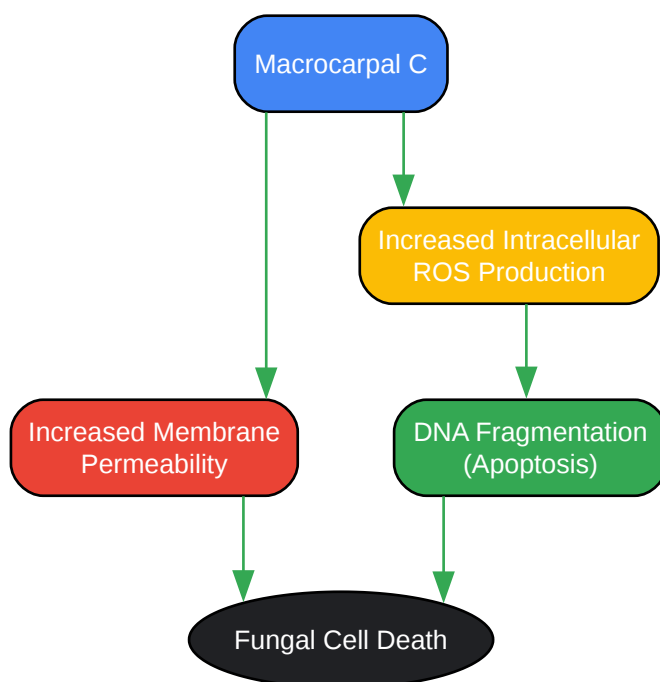 Macrocarpal C
Increased Intracellular
ROS Production
Increased Membrane
Permeability
DNA Fragmentation
(Apoptosis)
Fungal Cell Death